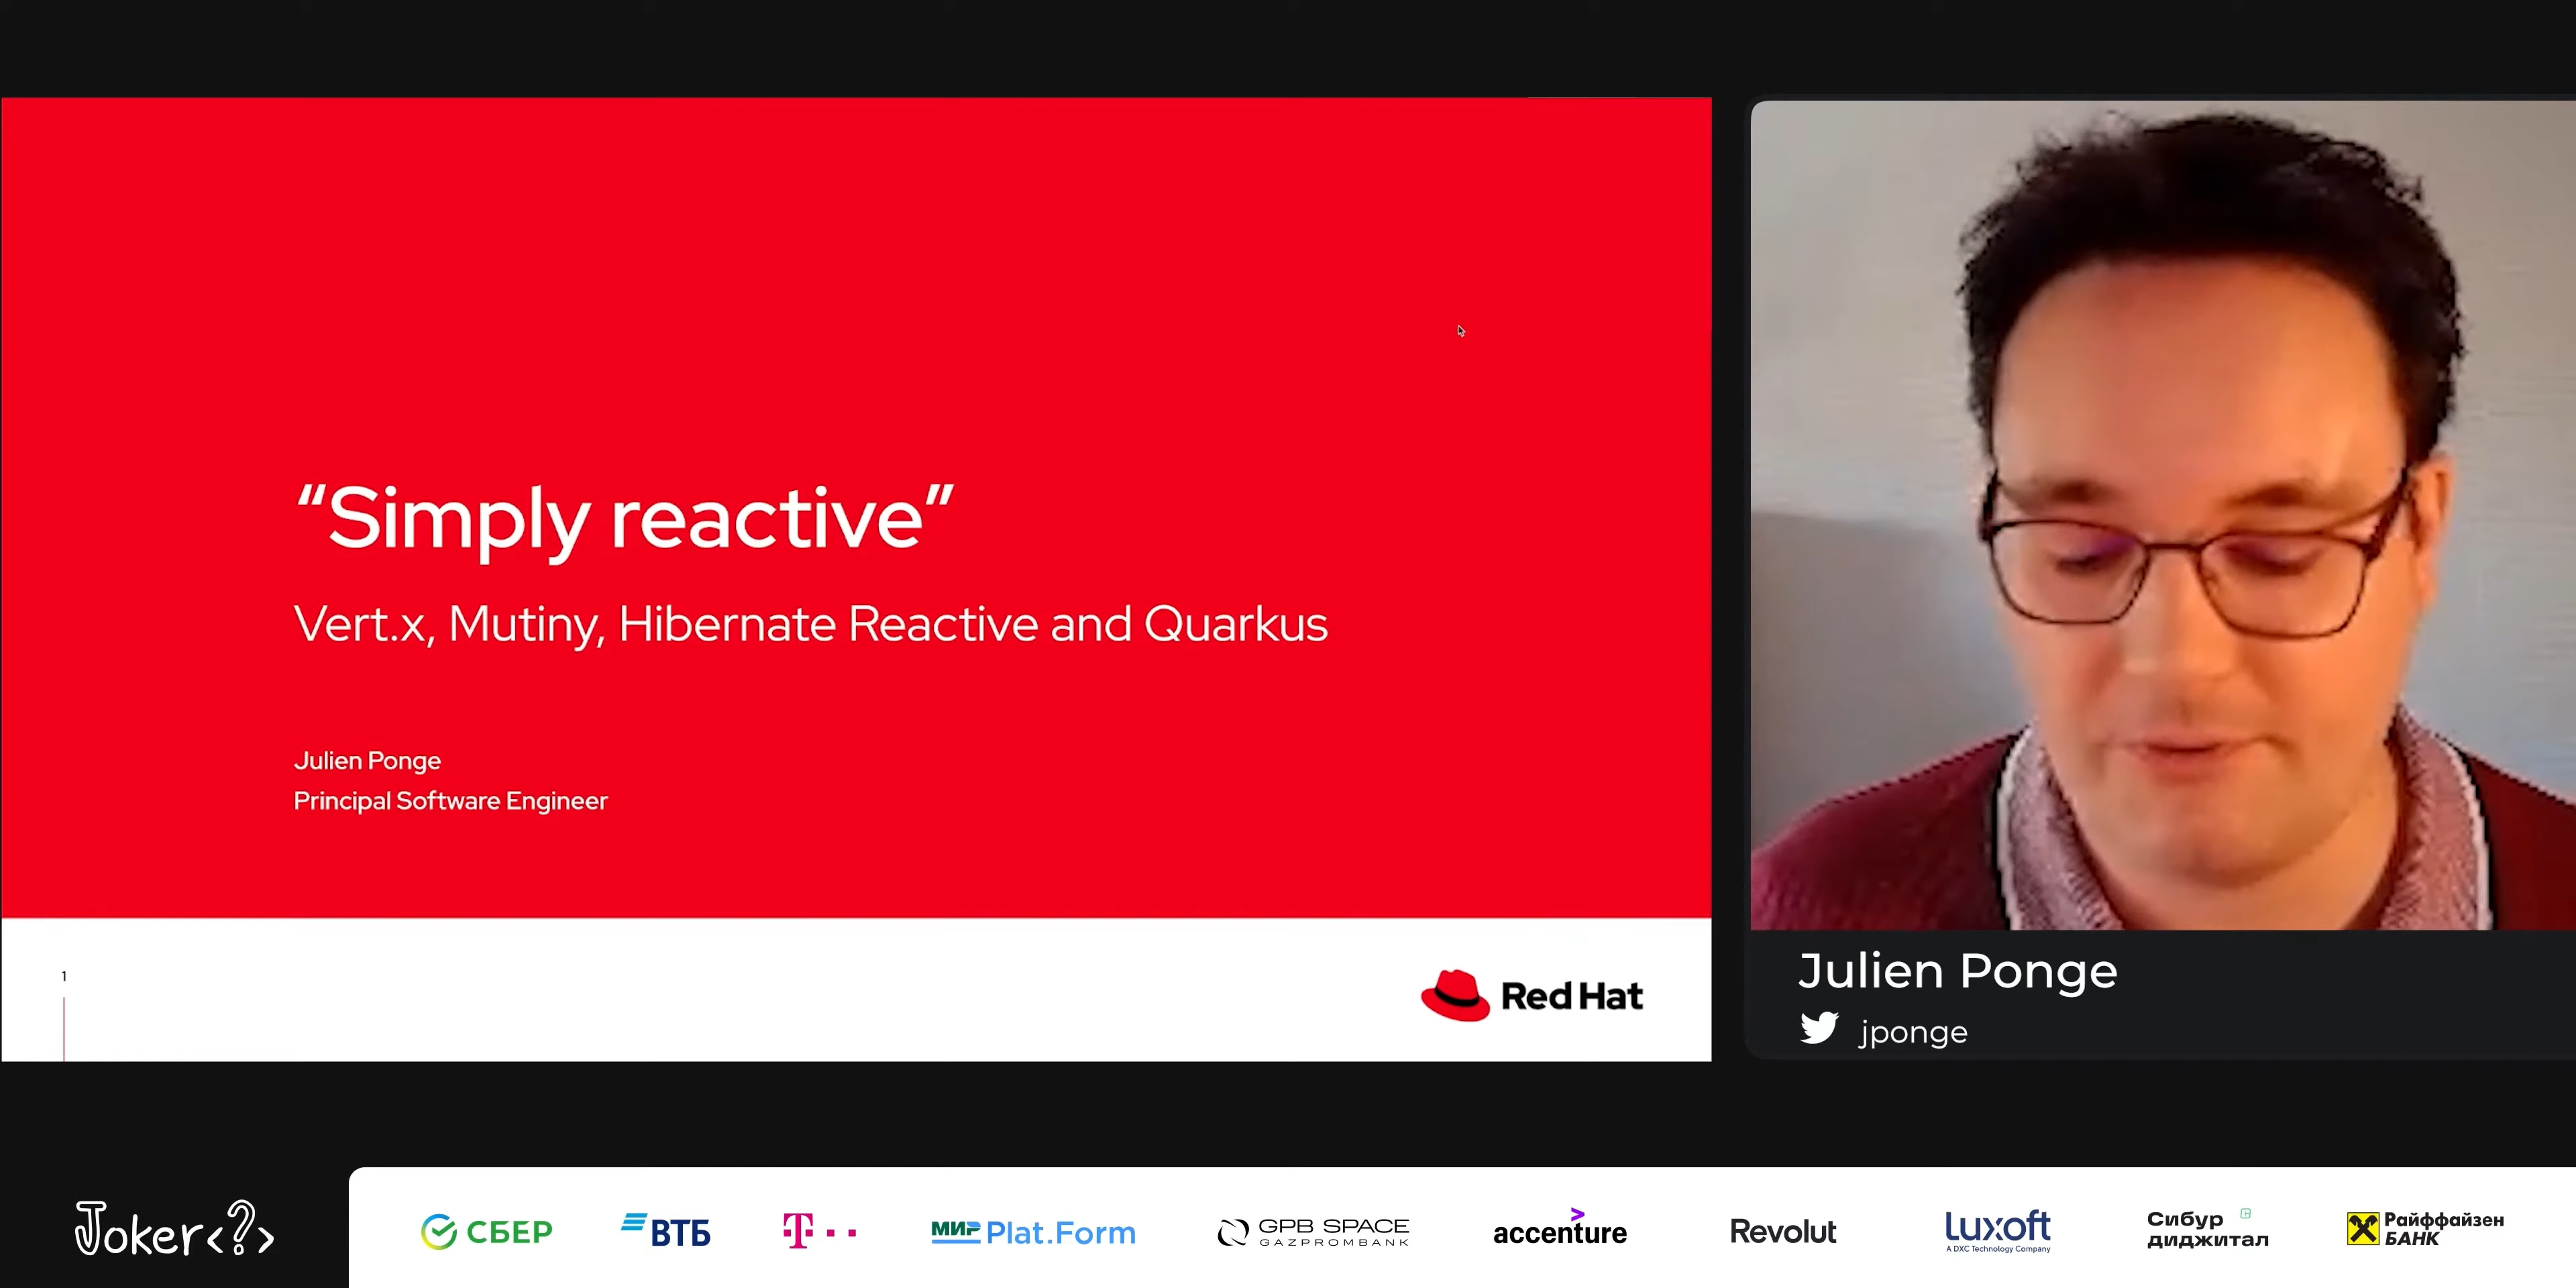 “Simply reactive”
Vert.x, Mutiny, Hibernate Reactive and Quarkus
Julien Ponge
Principal Software Engineer
1
Red Hat
Julien Ponge
jponge
Joker<?>
СБЕР
ВТБ
T
МИР Plat.Form
GPB SPACE
GAZPROMBANK
accenture
Revolut
Luxoft
A DXC Technology Company
Сибур
диджитал
Райффайзен
БАНК